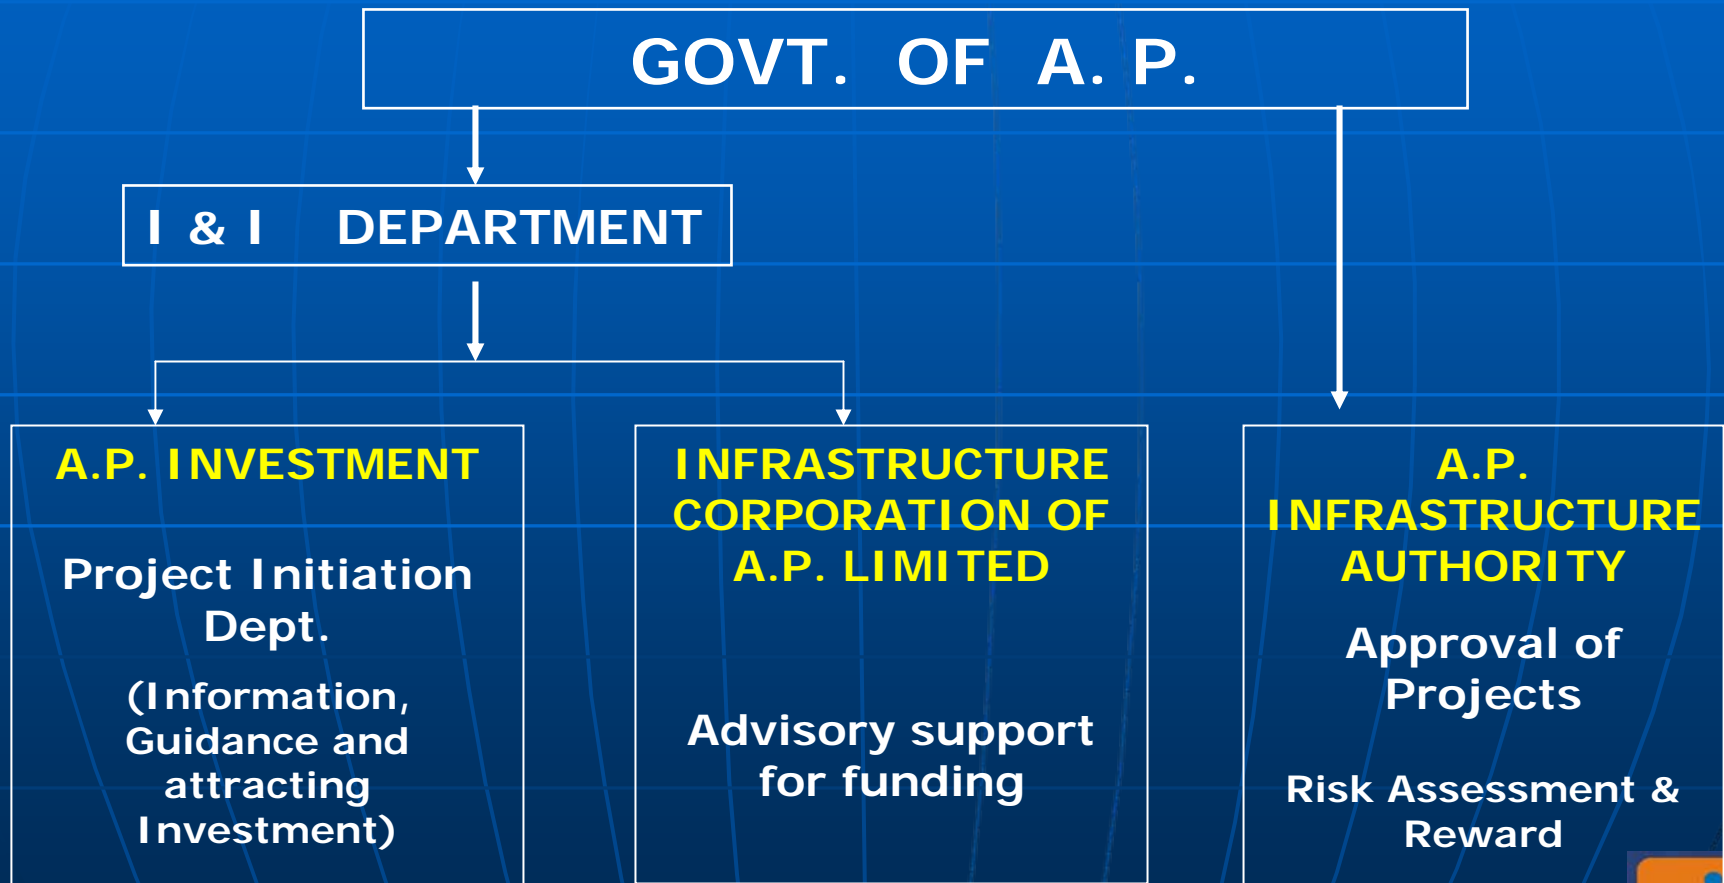 GOVT. OF A. P.
I & I DEPARTMENT
A.P. INVESTMENT
Project Initiation
Dept.
(Information,
Guidance and
attracting
Investment)
INFRASTRUCTURE
CORPORATION OF
A.P. LIMITED
Advisory support
for funding
A.P.
INFRASTRUCTURE
AUTHORITY
Approval of
Projects
Risk Assessment &
Reward